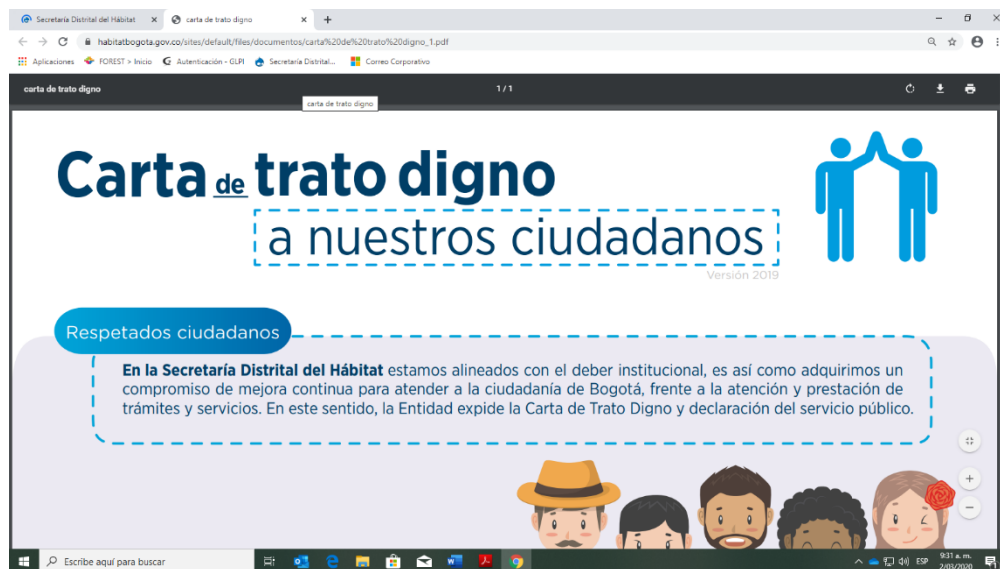 Secretaría Distrital del Hábitat
carta de trato digno
habitatbogota.gov.co/sites/default/files/documentos/carta%20de%20trato%20digno_1.pdf
Aplicaciones FOREST > Inicio Autenticación - GLPI Secretaría Distrital... Correo Corporativo
carta de trato digno 1 / 1
carta de trato digno
Carta de trato digno
a nuestros ciudadanos
Versión 2019
Respetados ciudadanos
En la Secretaría Distrital del Hábitat estamos alineados con el deber institucional, es así como adquirimos un
compromiso de mejora continua para atender a la ciudadanía de Bogotá, frente a la atención y prestación de
trámites y servicios. En este sentido, la Entidad expide la Carta de Trato Digno y declaración del servicio público.
Escribe aquí para buscar
ESP
9:31 a. m.
2/03/2020